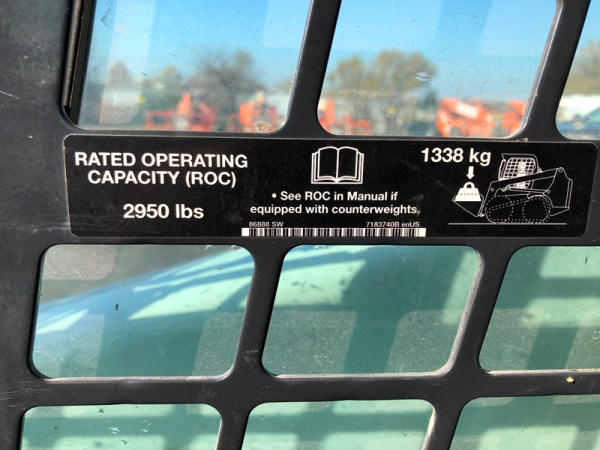 RATED OPERATING
CAPACITY (ROC)
2950 lbs
• See ROC in Manual if
equipped with counterweights.
86888 SW 7183740B enUS
1338 kg